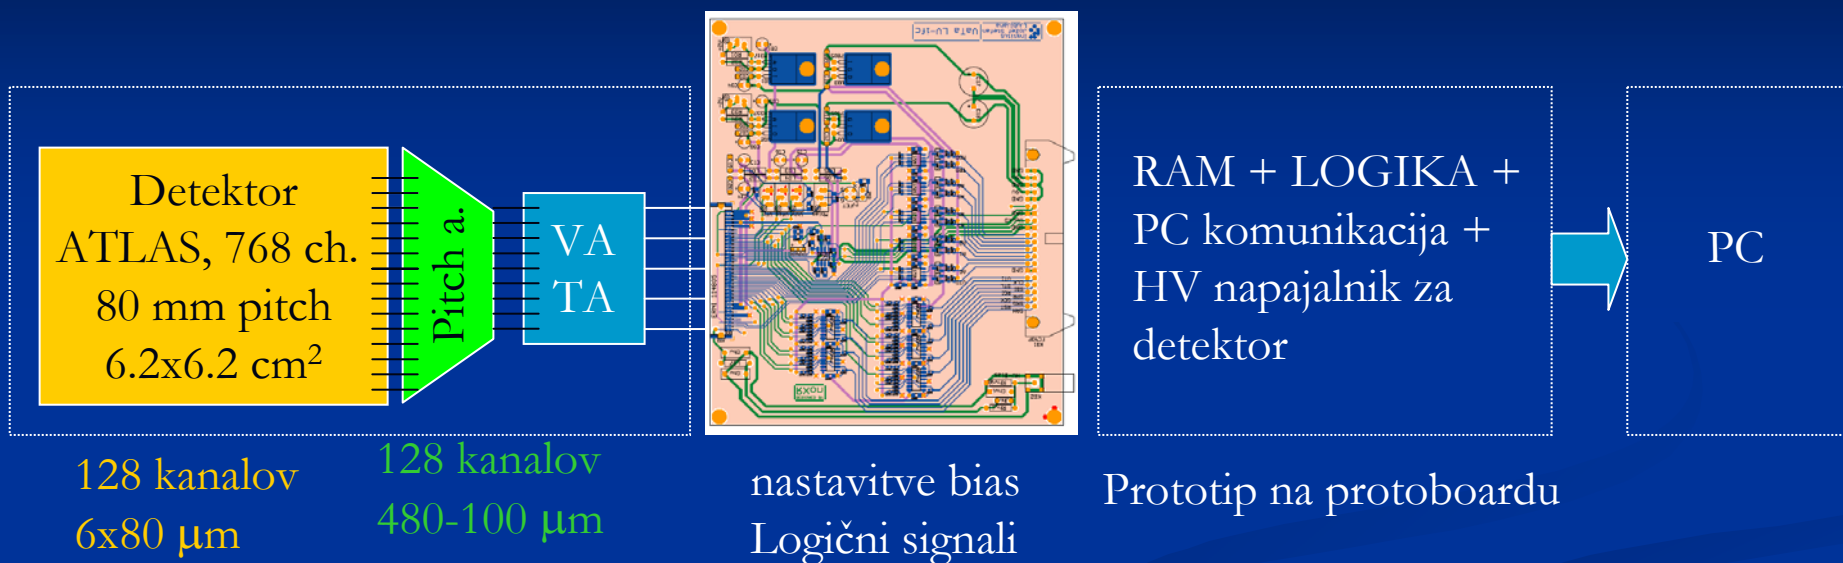 Detektor
ATLAS, 768 ch.
80 mm pitch
6.2x6.2 cm²
Pitch a.
VA
TA
RAM + LOGIKA +
PC komunikacija +
HV napajalnik za
detektor
PC
128 kanalov
6x80 μm
128 kanalov
480-100 μm
nastavitve bias
Logični signali
Prototip na protoboardu